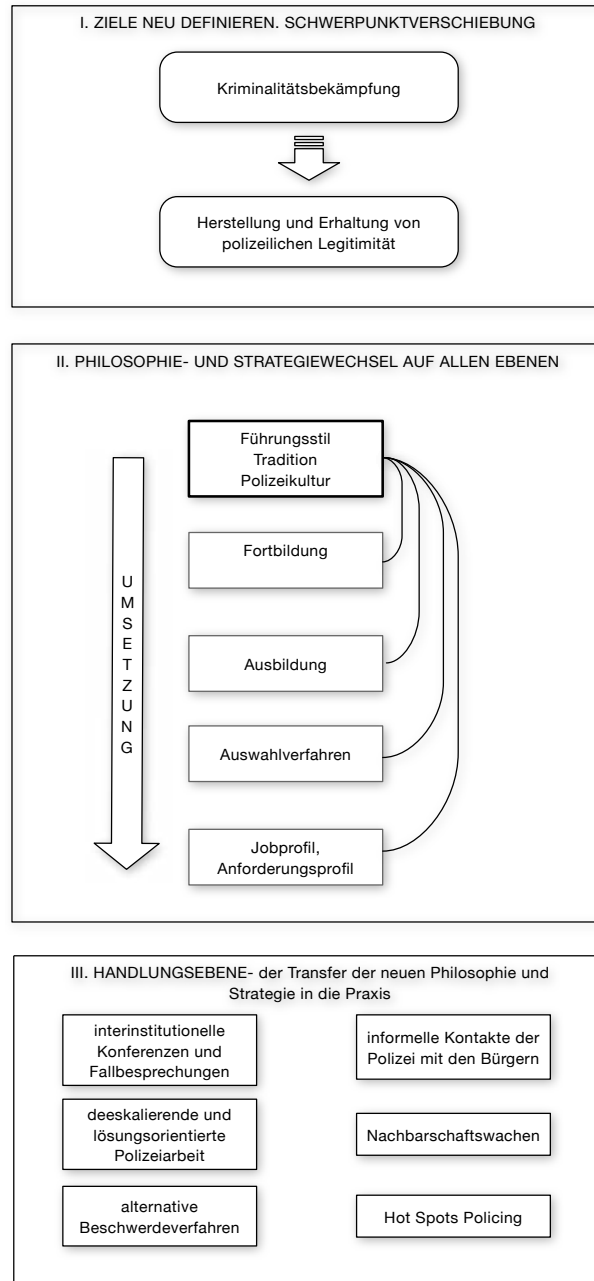 I. ZIELE NEU DEFINIEREN. SCHWERPUNKTVERSCHIEBUNG
Kriminalitätsbekämpfung
Herstellung und Erhaltung von
polizeilichen Legitimität
II. PHILOSOPHIE- UND STRATEGIEWECHSEL AUF ALLEN EBENEN
Führungsstil
Tradition
Polizeikultur
Fortbildung
Ausbildung
Auswahlverfahren
Jobprofil,
Anforderungsprofil
U
M
S
E
T
Z
U
N
G
III. HANDLUNGSEBENE- der Transfer der neuen Philosophie und
Strategie in die Praxis
interinstitutionelle
Konferenzen und
Fallbesprechungen
informelle Kontakte der
Polizei mit den Bürgern
deeskalierende und
lösungsorientierte
Polizeiarbeit
Nachbarschaftswachen
alternative
Beschwerdeverfahren
Hot Spots Policing